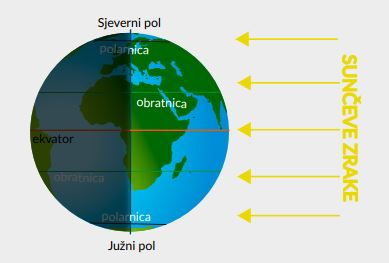 Sjeverni pol
polarnica
obratnica
ekvator
obratnica
polarnica
Južni pol
SUNČEVE ZRAKE